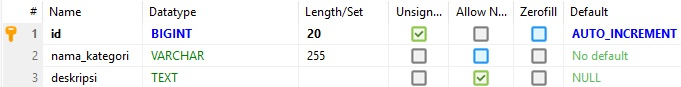 # Name Datatype Length/Set Unsign... Allow N... Zerofill Default
1 id BIGINT 20 AUTO_INCREMENT
2 nama_kategori VARCHAR 255 No default
3 deskripsi TEXT NULL